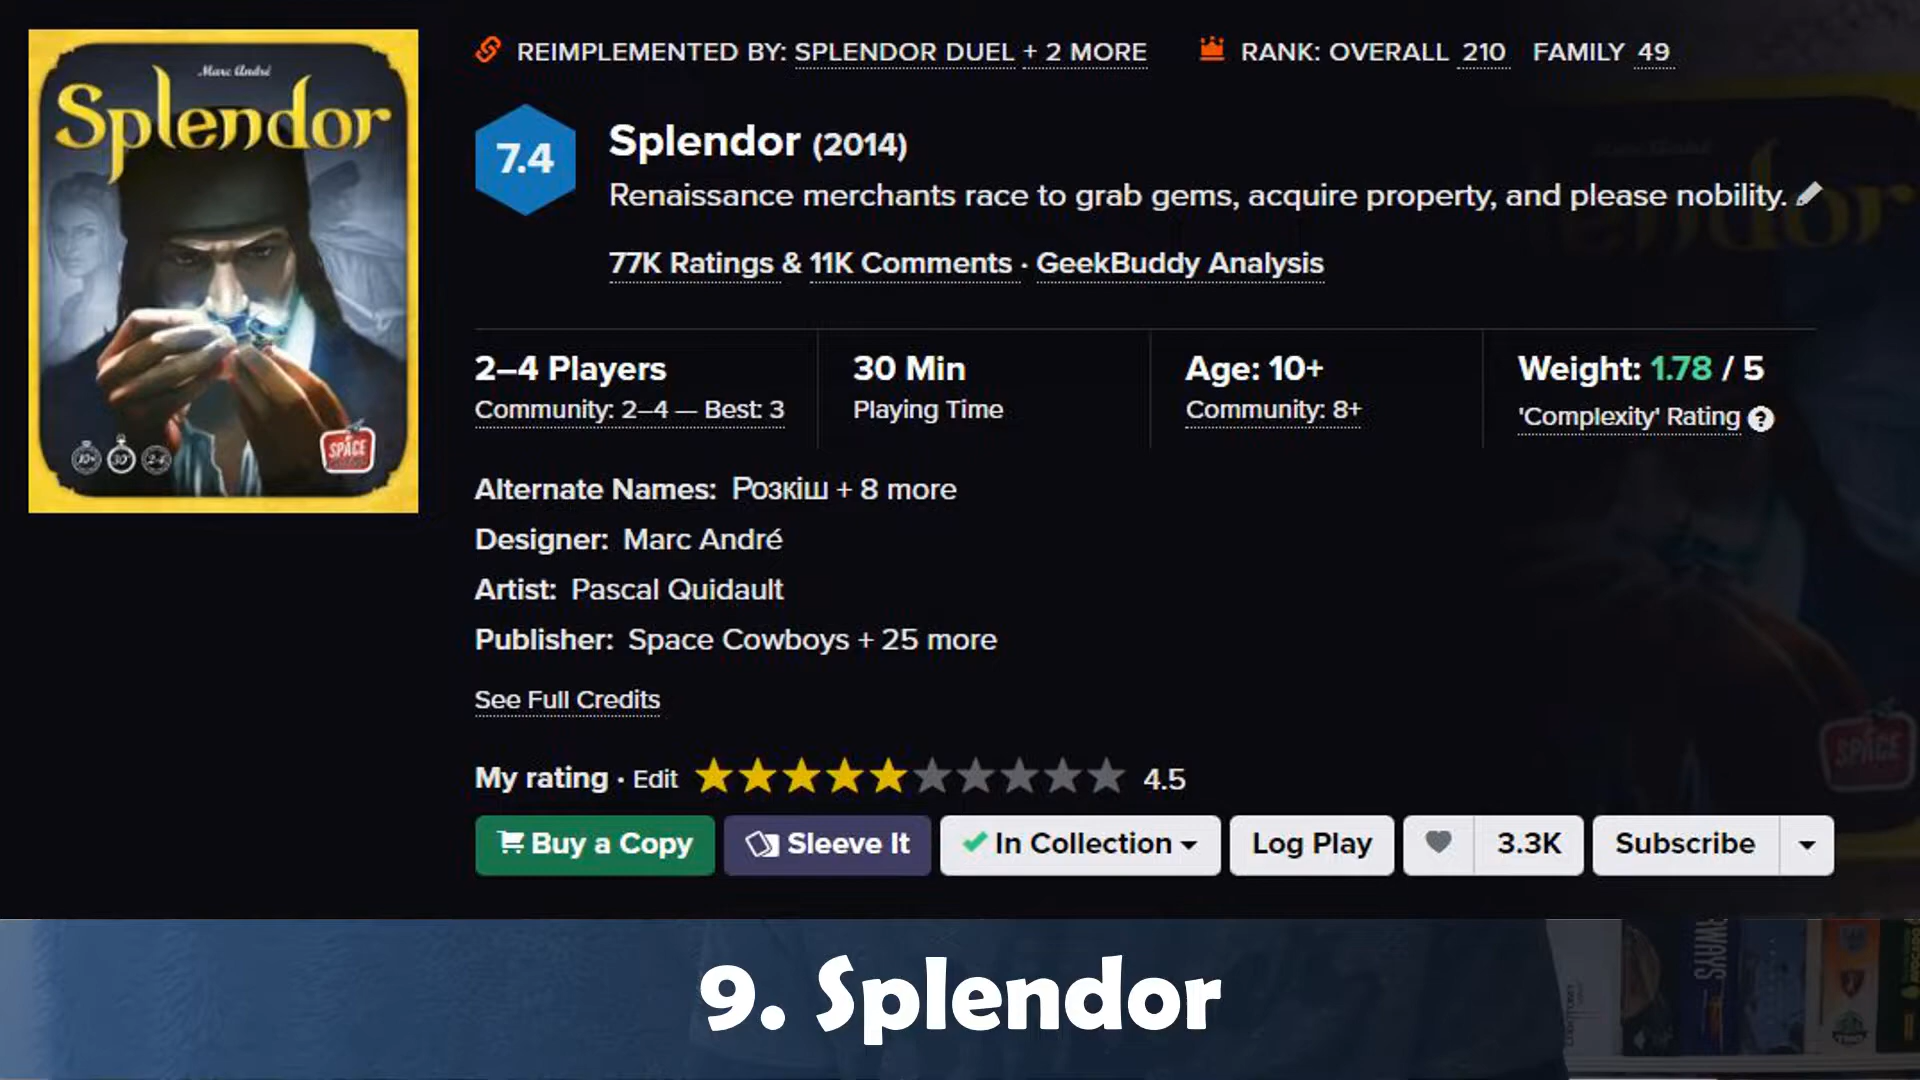 REIMPLEMENTED BY: SPLENDOR DUEL + 2 MORE
RANK: OVERALL 210 FAMILY 49
Marc André
Splendor
10+ 30' 2-4
SPACE
7.4
Splendor (2014)
Renaissance merchants race to grab gems, acquire property, and please nobility.
77K Ratings & 11K Comments · GeekBuddy Analysis
2–4 Players
Community: 2–4 — Best: 3
30 Min
Playing Time
Age: 10+
Community: 8+
Weight: 1.78 / 5
'Complexity' Rating ?
Alternate Names: Розкіш + 8 more
Designer: Marc André
Artist: Pascal Quidault
Publisher: Space Cowboys + 25 more
See Full Credits
My rating · Edit 4.5
Buy a Copy
Sleeve It
In Collection
Log Play
3.3K
Subscribe
9. Splendor